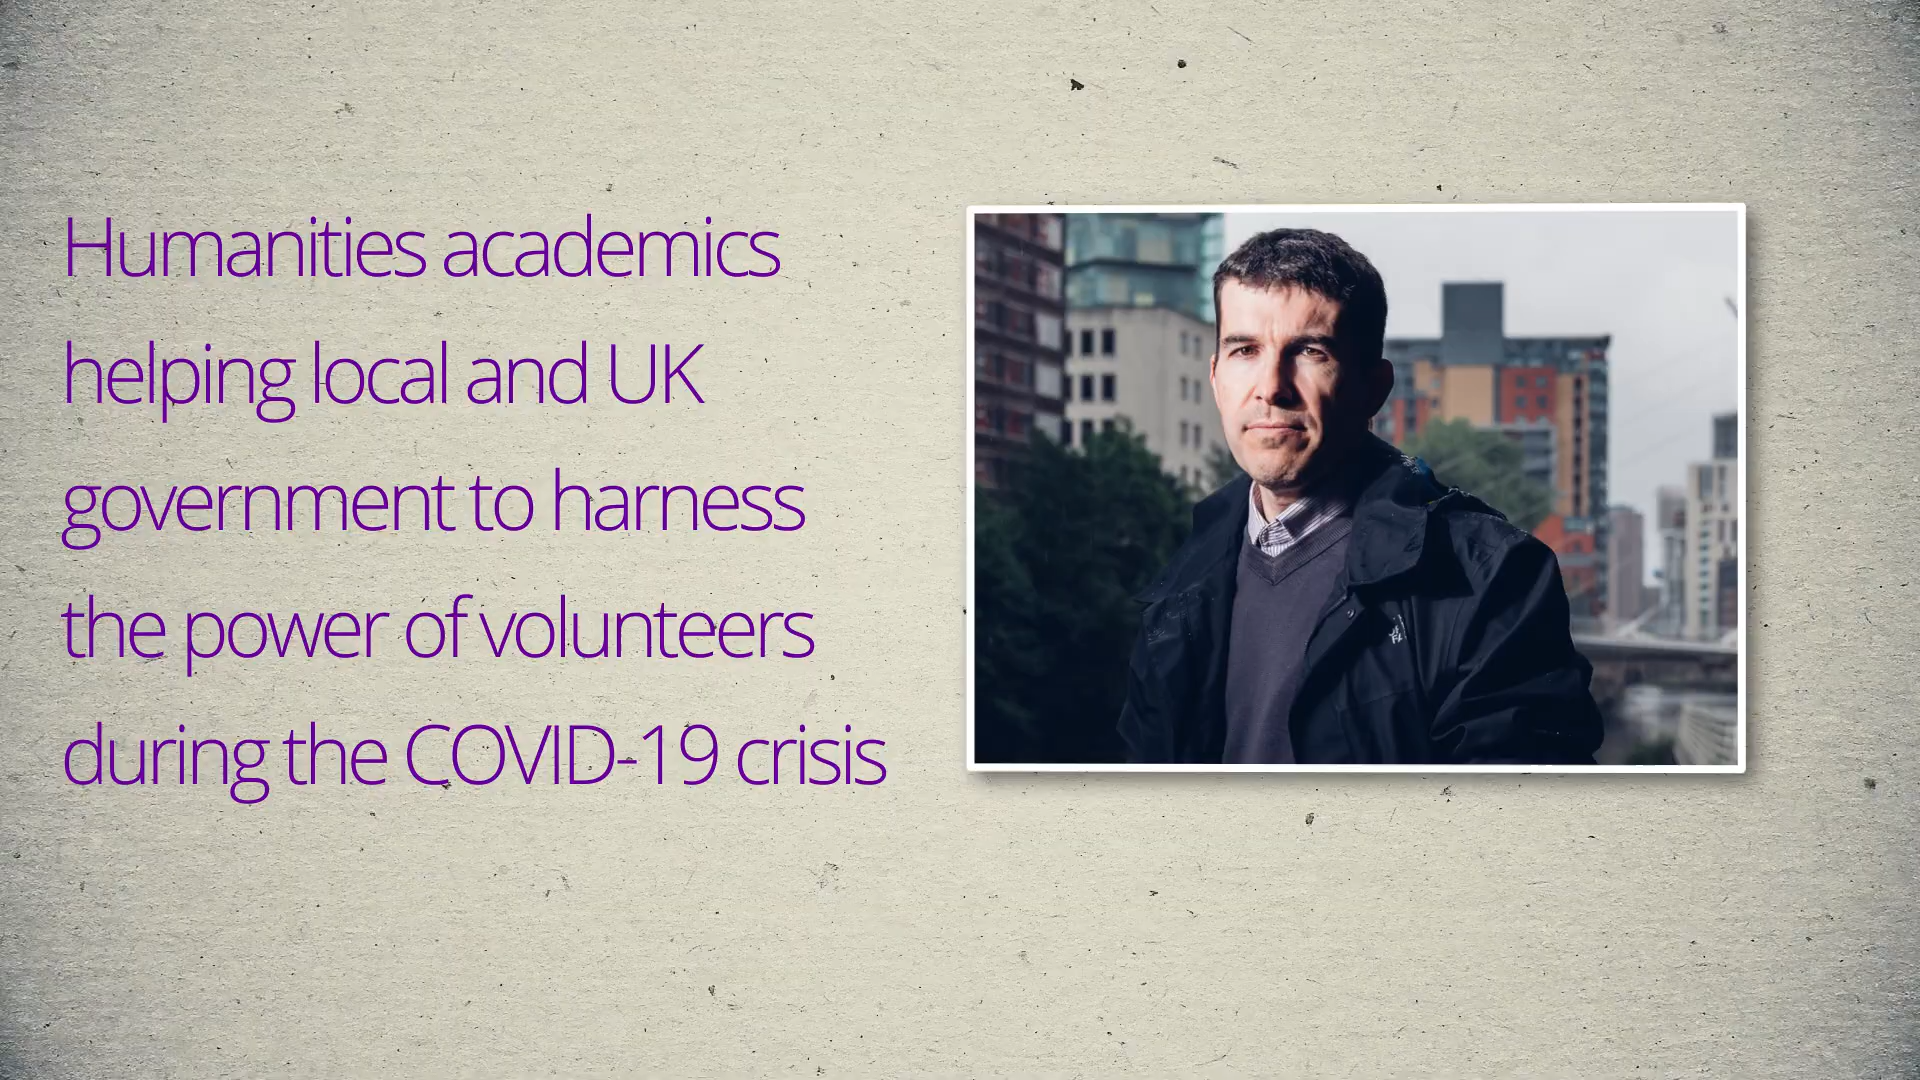 Humanities academics
helping local and UK
government to harness
the power of volunteers
during the COVID-19 crisis